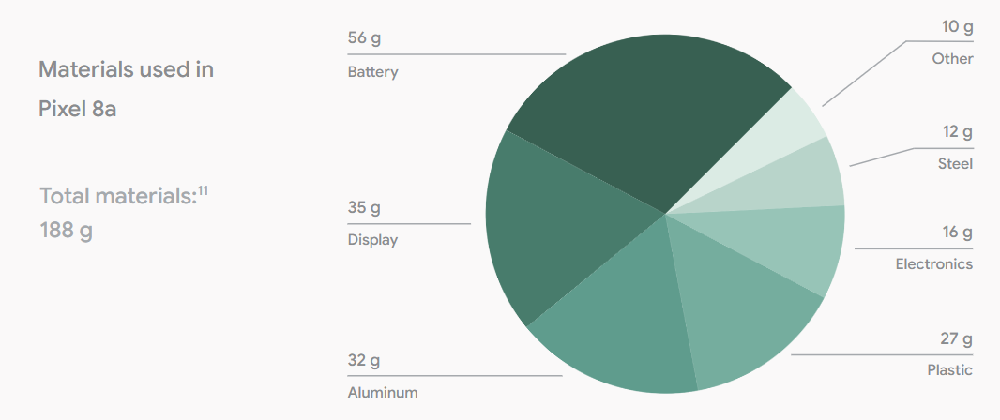 Materials used in
Pixel 8a
Total materials:¹¹
188 g
56 g
Battery
35 g
Display
32 g
Aluminum
10 g
Other
12 g
Steel
16 g
Electronics
27 g
Plastic